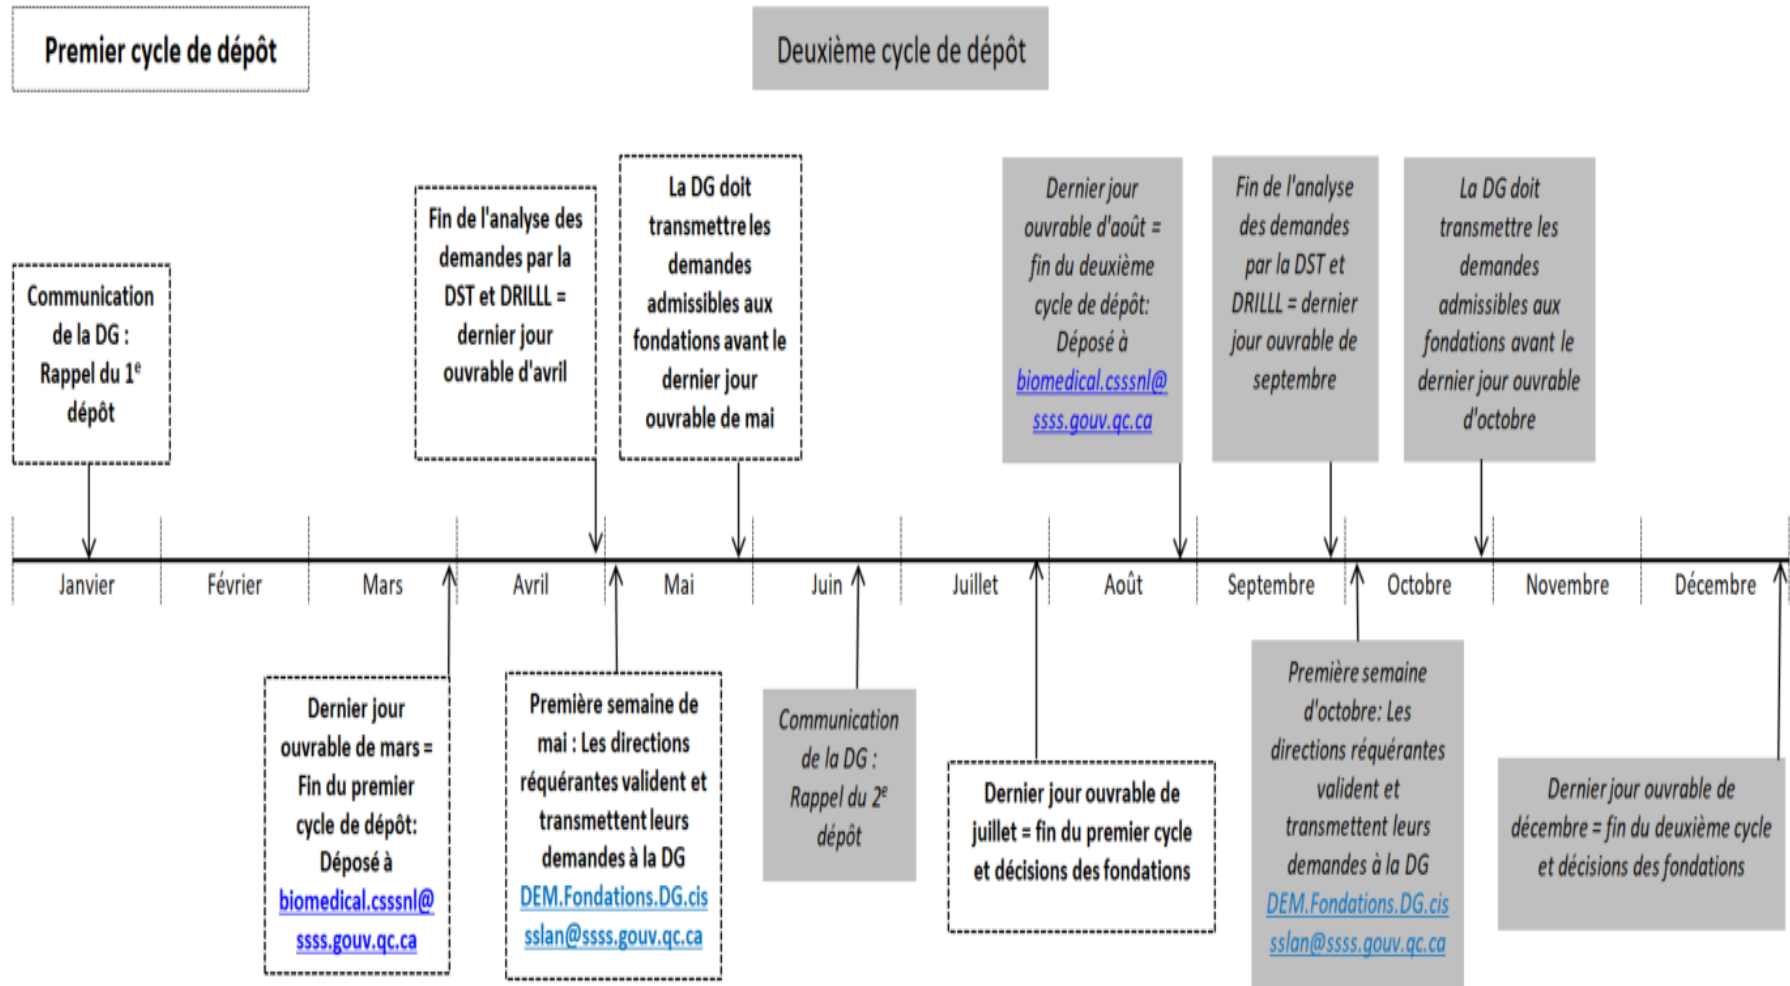 Premier cycle de dépôt
Deuxième cycle de dépôt
Communication
de la DG :
Rappel du 1e
dépôt
Fin de l'analyse des
demandes par la
DST et DRILLL =
dernier jour
ouvrable d'avril
La DG doit
transmettre les
demandes
admissibles aux
fondations avant le
dernier jour
ouvrable de mai
Dernier jour
ouvrable d'août =
fin du deuxième
cycle de dépôt:
Déposé à
biomedical.csssnl@
ssss.gouv.qc.ca
Fin de l'analyse
des demandes
par la DST et
DRILLL = dernier
jour ouvrable de
septembre
La DG doit
transmettre les
demandes
admissibles aux
fondations avant le
dernier jour ouvrable
d'octobre
Janvier
Février
Mars
Avril
Mai
Juin
Juillet
Août
Septembre
Octobre
Novembre
Décembre
Dernier jour
ouvrable de mars =
Fin du premier
cycle de dépôt:
Déposé à
biomedical.csssnl@
ssss.gouv.qc.ca
Première semaine de
mai : Les directions
réquérantes valident et
transmettent leurs
demandes à la DG
DEM.Fondations.DG.cis
sslan@ssss.gouv.qc.ca
Communication
de la DG :
Rappel du 2e
dépôt
Dernier jour ouvrable de
juillet = fin du premier cycle
et décisions des fondations
Première semaine
d'octobre: Les
directions réquérantes
valident et
transmettent leurs
demandes à la DG
DEM.Fondations.DG.cis
sslan@ssss.gouv.qc.ca
Dernier jour ouvrable de
décembre = fin du deuxième cycle
et décisions des fondations